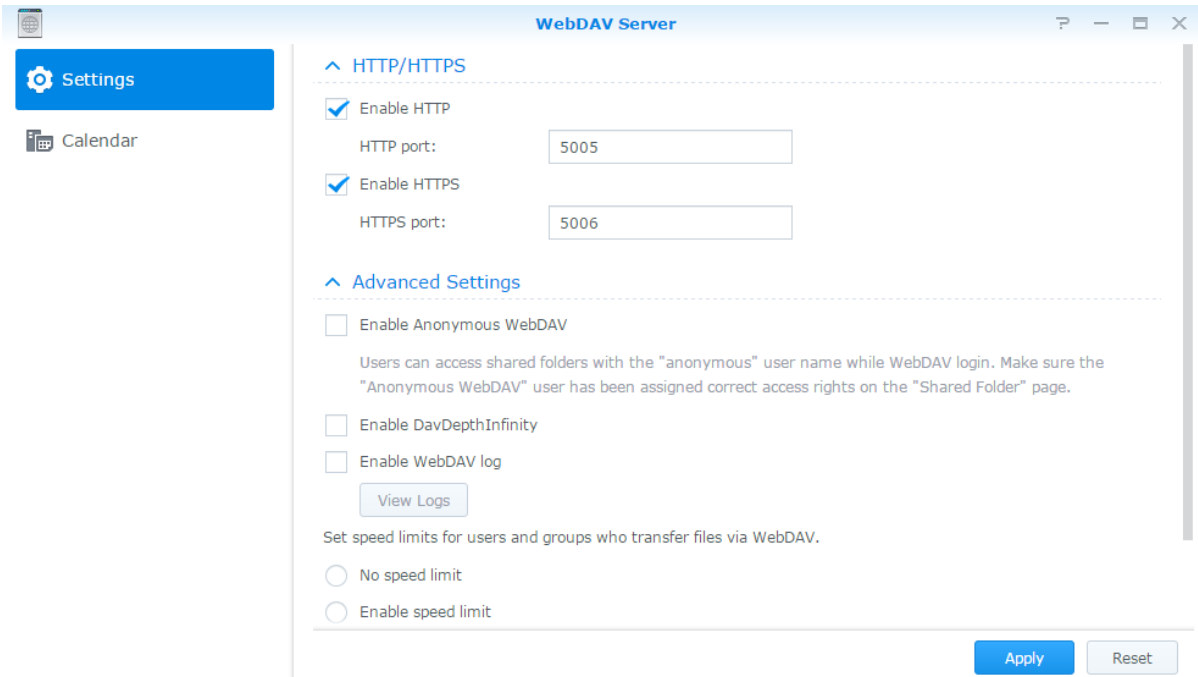 WebDAV Server
Settings
Calendar
HTTP/HTTPS
Enable HTTP
HTTP port: 5005
Enable HTTPS
HTTPS port: 5006
Advanced Settings
Enable Anonymous WebDAV
Users can access shared folders with the "anonymous" user name while WebDAV login. Make sure the
"Anonymous WebDAV" user has been assigned correct access rights on the "Shared Folder" page.
Enable DavDepthInfinity
Enable WebDAV log
View Logs
Set speed limits for users and groups who transfer files via WebDAV.
No speed limit
Enable speed limit
Apply Reset